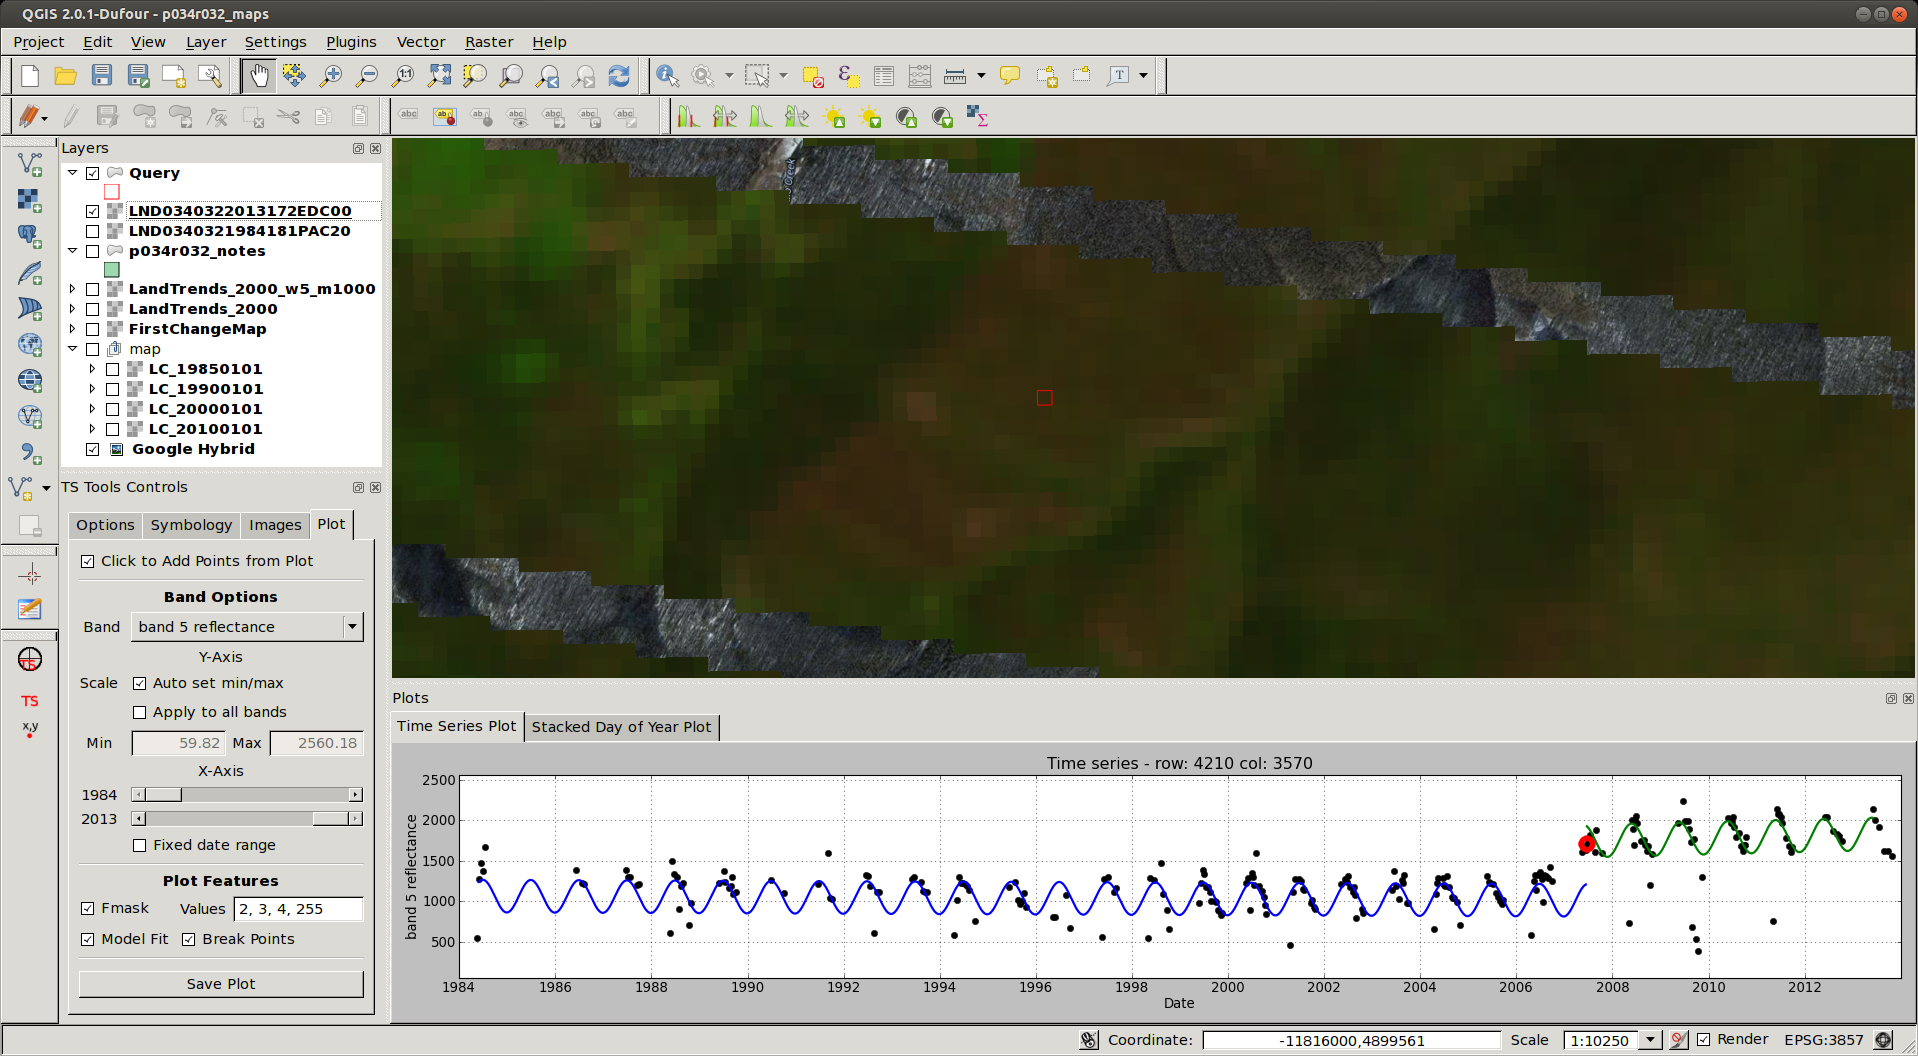 QGIS 2.0.1-Dufour - p034r032_maps
Project Edit View Layer Settings Plugins Vector Raster Help
Layers
Query
LND0340322013172EDC00
LND0340321984181PAC20
p034r032_notes
LandTrends_2000_w5_m1000
LandTrends_2000
FirstChangeMap
map
LC_19850101
LC_19900101
LC_20000101
LC_20100101
Google Hybrid
TS Tools Controls
Options Symbology Images Plot
Click to Add Points from Plot
Band Options
Band band 5 reflectance
Y-Axis
Scale Auto set min/max
Apply to all bands
Min 59.82 Max 2560.18
X-Axis
1984
2013
Fixed date range
Plot Features
Fmask Values 2, 3, 4, 255
Model Fit Break Points
Save Plot
TS
TS
x,y
Creek
Plots
Time Series Plot Stacked Day of Year Plot
Time series - row: 4210 col: 3570
band 5 reflectance
2500
2000
1500
1000
500
1984 1986 1988 1990 1992 1994 1996 1998 2000 2002 2004 2006 2008 2010 2012
Date
Coordinate: -11816000,4899561 Scale 1:10250 Render EPSG:3857